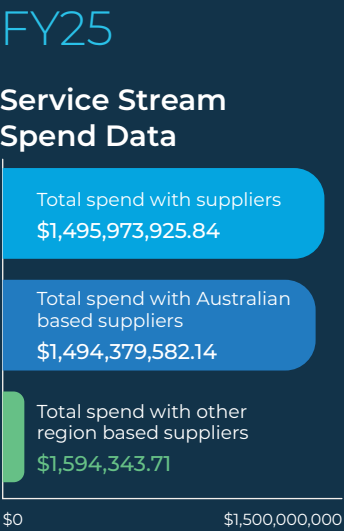 FY25
Service Stream
Spend Data
Total spend with suppliers
$1,495,973,925.84
Total spend with Australian
based suppliers
$1,494,379,582.14
Total spend with other
region based suppliers
$1,594,343.71
$0
$1,500,000,000